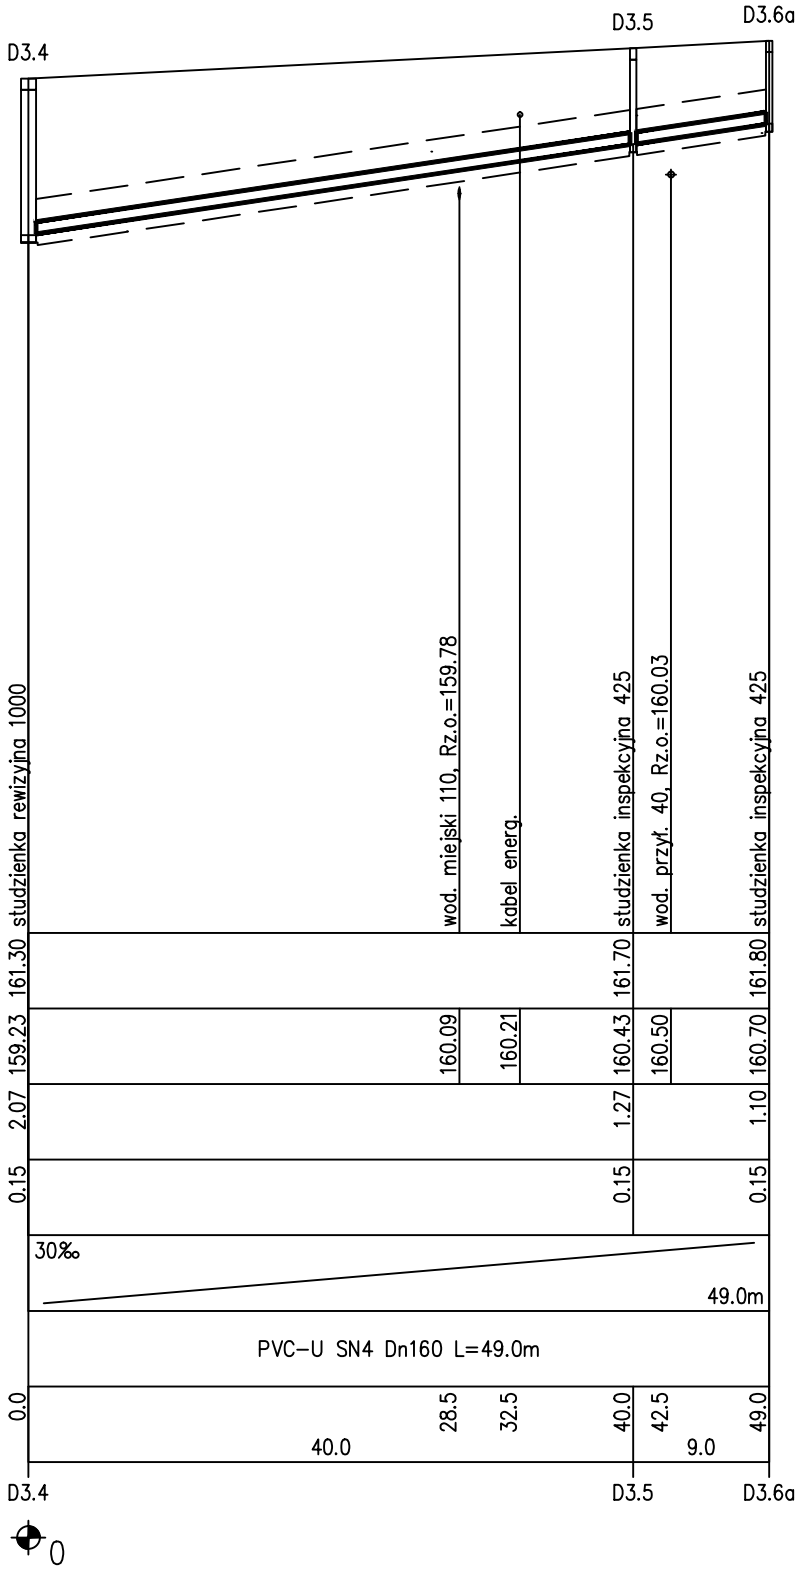 D3.4
D3.5
D3.6a
studzienka rewizyjna 1000
wod. miejski 110, Rz.o.=159.78
kabel energ.
studzienka inspekcyjna 425
wod. przył. 40, Rz.o.=160.03
studzienka inspekcyjna 425
161.30
161.70
161.80
159.23
160.09
160.21
160.43
160.50
160.70
2.07
1.27
1.10
0.15
0.15
0.15
30‰
49.0m
PVC-U SN4 Dn160 L=49.0m
0.0
28.5
32.5
40.0
42.5
49.0
40.0
9.0
D3.4
D3.5
D3.6a
0